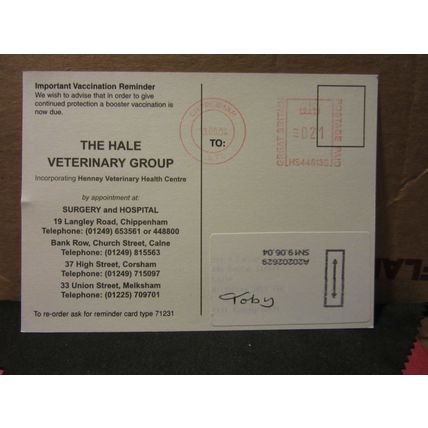 Important Vaccination Reminder
We wish to advise that in order to give
continued protection a booster vaccination is
now due.
THE HALE
VETERINARY GROUP
Incorporating Henney Veterinary Health Centre
by appointment at:
SURGERY and HOSPITAL
19 Langley Road, Chippenham
Telephone: (01249) 653561 or 448800
Bank Row, Church Street, Calne
Telephone: (01249) 815563
37 High Street, Corsham
Telephone: (01249) 715097
33 Union Street, Melksham
Telephone: (01225) 709701
To re-order ask for reminder card type 71231
TO:
GREAT BRITAIN
021
POSTAGE PAID
A20202629
SN19.06.04
Toby